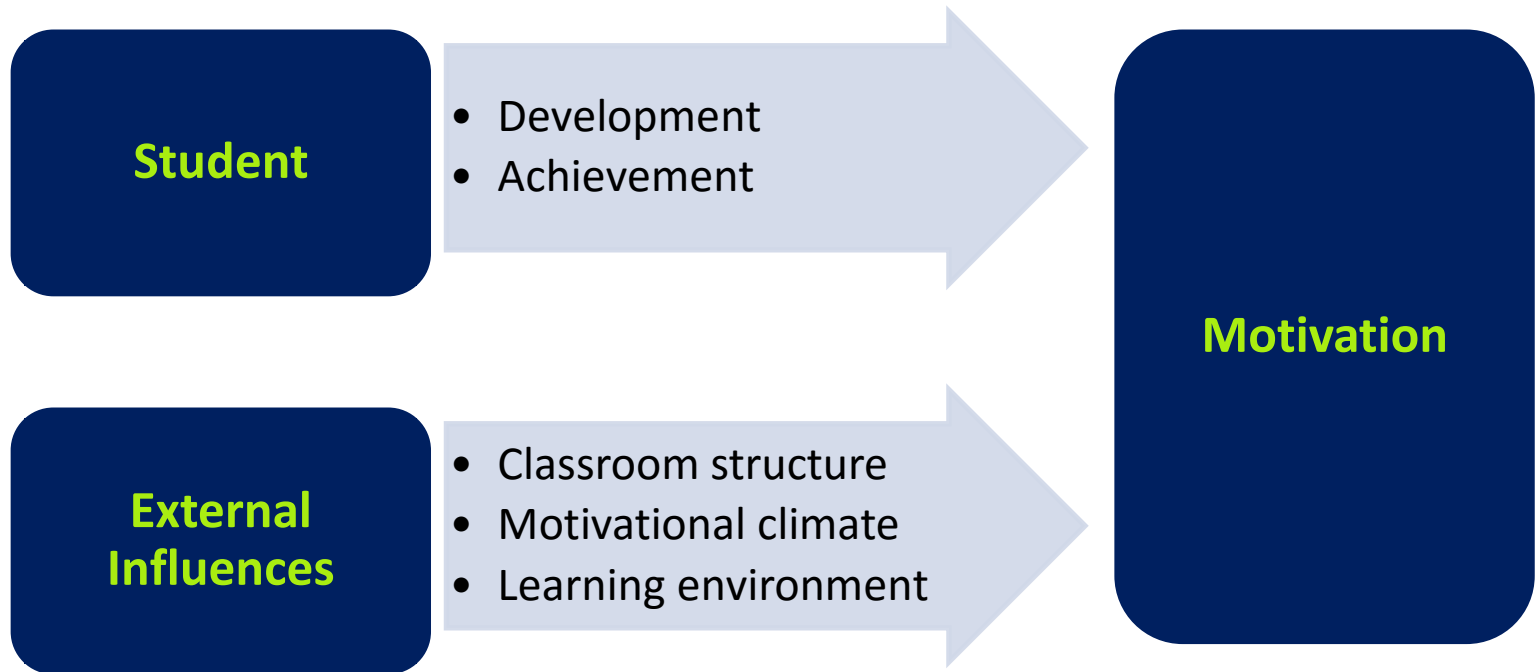 Student
• Development
• Achievement
Motivation
External
Influences
• Classroom structure
• Motivational climate
• Learning environment